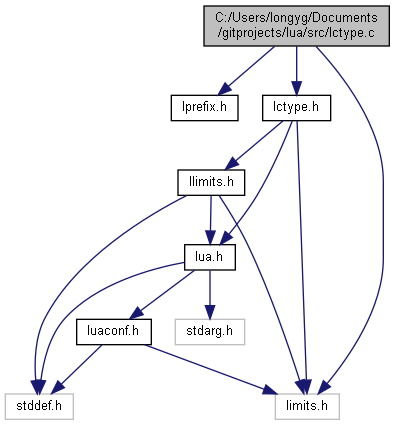 C:/Users/longyg/Documents
/gitprojects/lua/src/lctype.c
lprefix.h
lctype.h
llimits.h
lua.h
luaconf.h
stdarg.h
stddef.h
limits.h